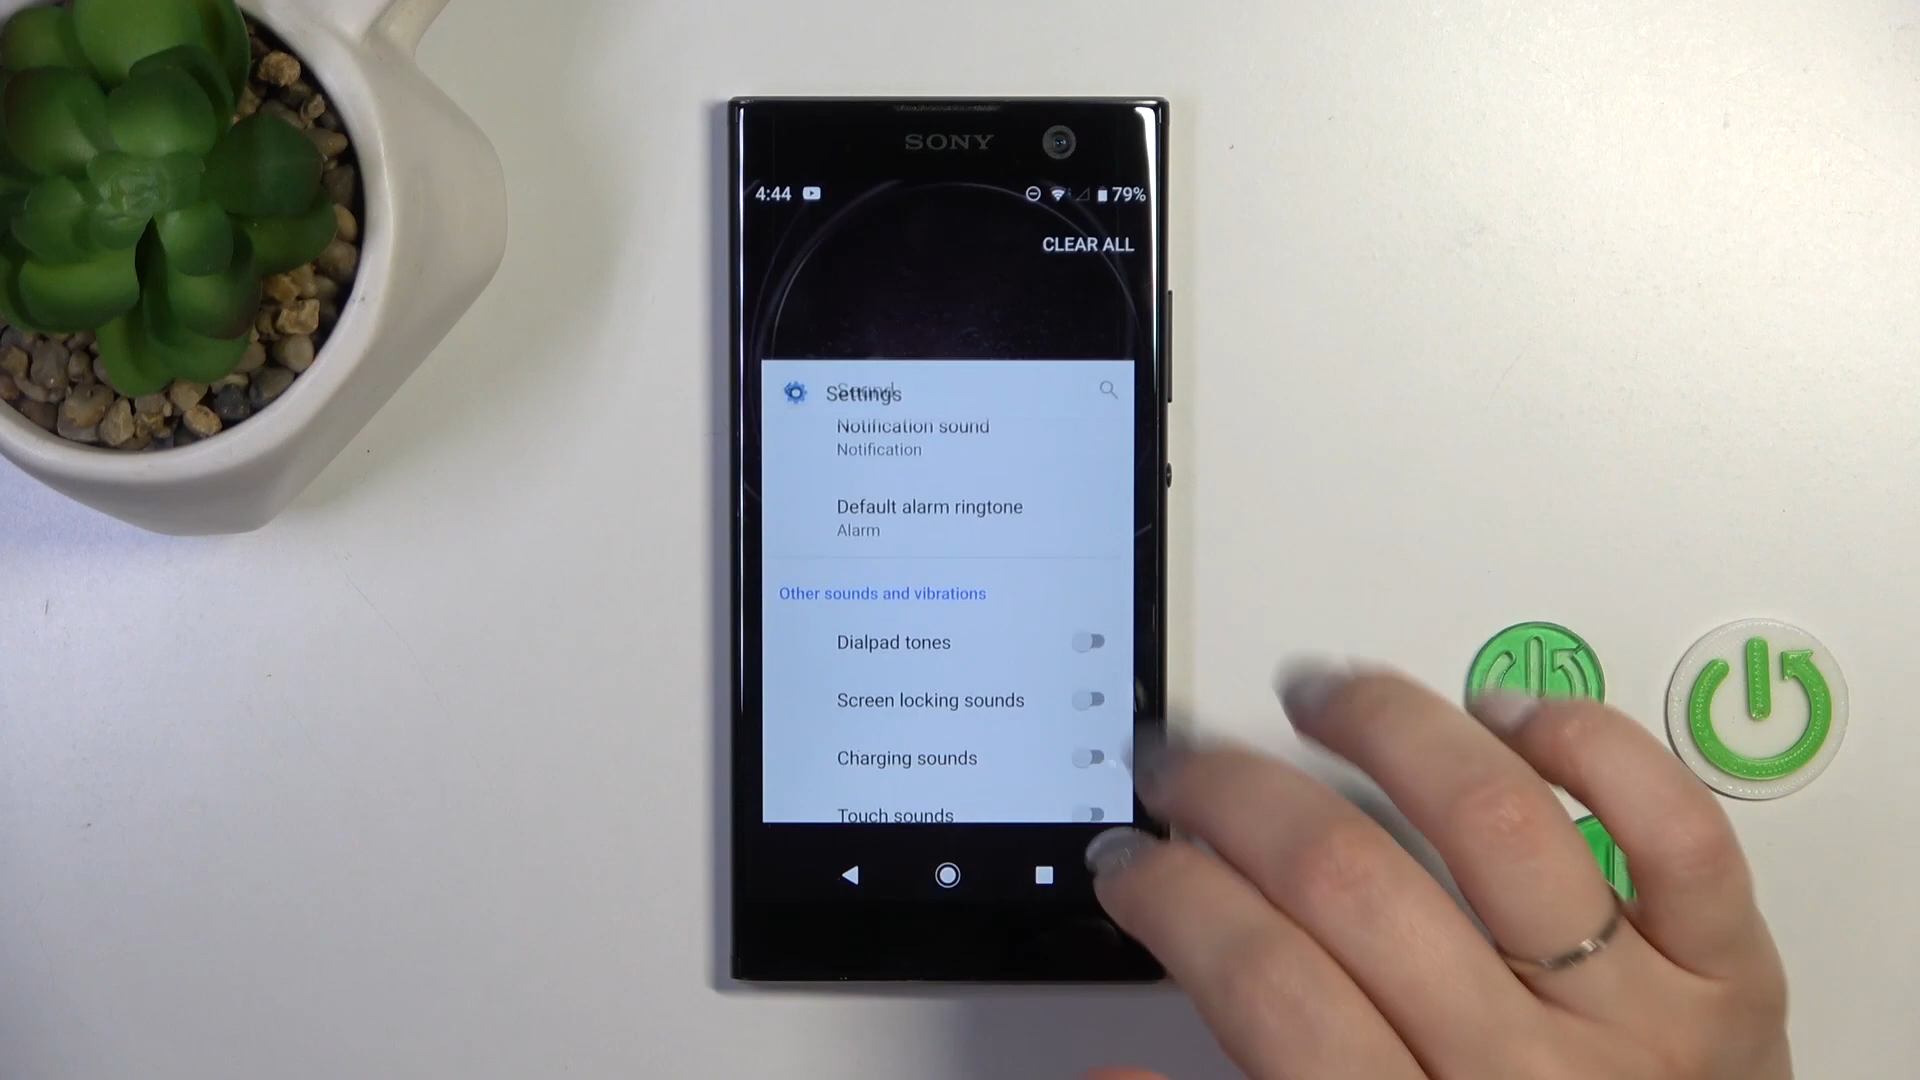 SONY
4:44
79%
CLEAR ALL
Sound
Settings
Notification sound
Notification
Default alarm ringtone
Alarm
Other sounds and vibrations
Dialpad tones
Screen locking sounds
Charging sounds
Touch sounds